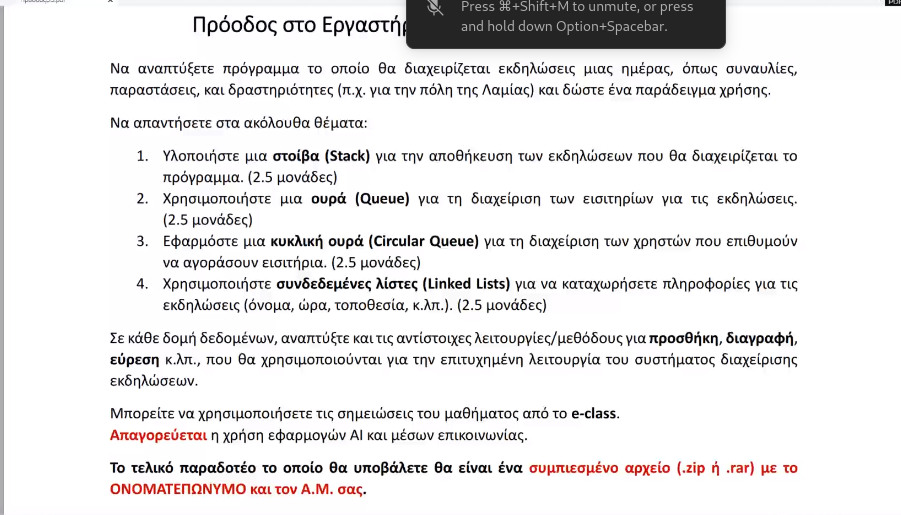 Πρόοδος στο Εργαστήρ
Press ⌘+Shift+M to unmute, or press
and hold down Option+Spacebar.
Να αναπτύξετε πρόγραμμα το οποίο θα διαχειρίζεται εκδηλώσεις μιας ημέρας, όπως συναυλίες,
παραστάσεις, και δραστηριότητες (π.χ. για την πόλη της Λαμίας) και δώστε ένα παράδειγμα χρήσης.
Να απαντήσετε στα ακόλουθα θέματα:
1. Υλοποιήστε μια στοίβα (Stack) για την αποθήκευση των εκδηλώσεων που θα διαχειρίζεται το
πρόγραμμα. (2.5 μονάδες)
2. Χρησιμοποιήστε μια ουρά (Queue) για τη διαχείριση των εισιτηρίων για τις εκδηλώσεις.
(2.5 μονάδες)
3. Εφαρμόστε μια κυκλική ουρά (Circular Queue) για τη διαχείριση των χρηστών που επιθυμούν
να αγοράσουν εισιτήρια. (2.5 μονάδες)
4. Χρησιμοποιήστε συνδεδεμένες λίστες (Linked Lists) για να καταχωρήσετε πληροφορίες για τις
εκδηλώσεις (όνομα, ώρα, τοποθεσία, κ.λπ.). (2.5 μονάδες)
Σε κάθε δομή δεδομένων, αναπτύξτε και τις αντίστοιχες λειτουργίες/μεθόδους για προσθήκη, διαγραφή,
εύρεση κ.λπ., που θα χρησιμοποιούνται για την επιτυχημένη λειτουργία του συστήματος διαχείρισης
εκδηλώσεων.
Μπορείτε να χρησιμοποιήσετε τις σημειώσεις του μαθήματος από το e-class.
Απαγορεύεται η χρήση εφαρμογών AI και μέσων επικοινωνίας.
Το τελικό παραδοτέο το οποίο θα υποβάλετε θα είναι ένα συμπιεσμένο αρχείο (.zip ή .rar) με το
ΟΝΟΜΑΤΕΠΩΝΥΜΟ και τον Α.Μ. σας.